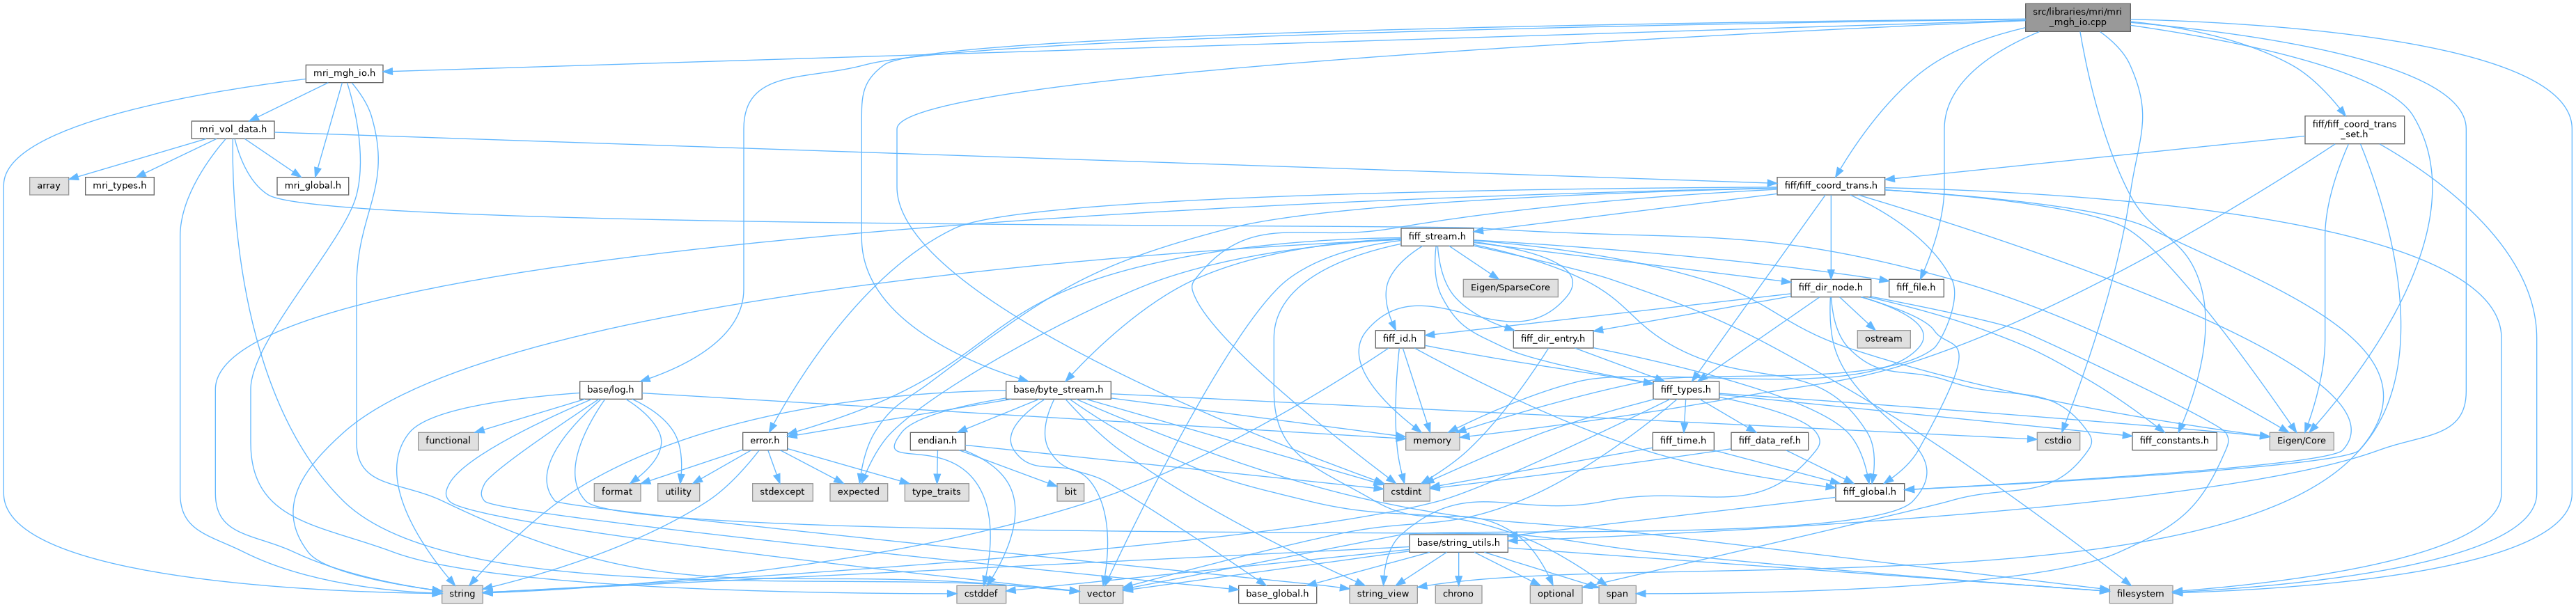 src/libraries/mri/mri
_mgh_io.cpp
mri_mgh_io.h
mri_vol_data.h
fiff/fiff_coord_trans
_set.h
array
mri_types.h
mri_global.h
fiff/fiff_coord_trans.h
fiff_stream.h
Eigen/SparseCore
fiff_dir_node.h
fiff_file.h
fiff_id.h
fiff_dir_entry.h
ostream
base/log.h
base/byte_stream.h
fiff_types.h
functional
error.h
endian.h
memory
fiff_time.h
fiff_data_ref.h
cstdio
fiff_constants.h
Eigen/Core
format
utility
stdexcept
expected
type_traits
bit
cstdint
fiff_global.h
base/string_utils.h
string
cstddef
vector
base_global.h
string_view
chrono
optional
span
filesystem